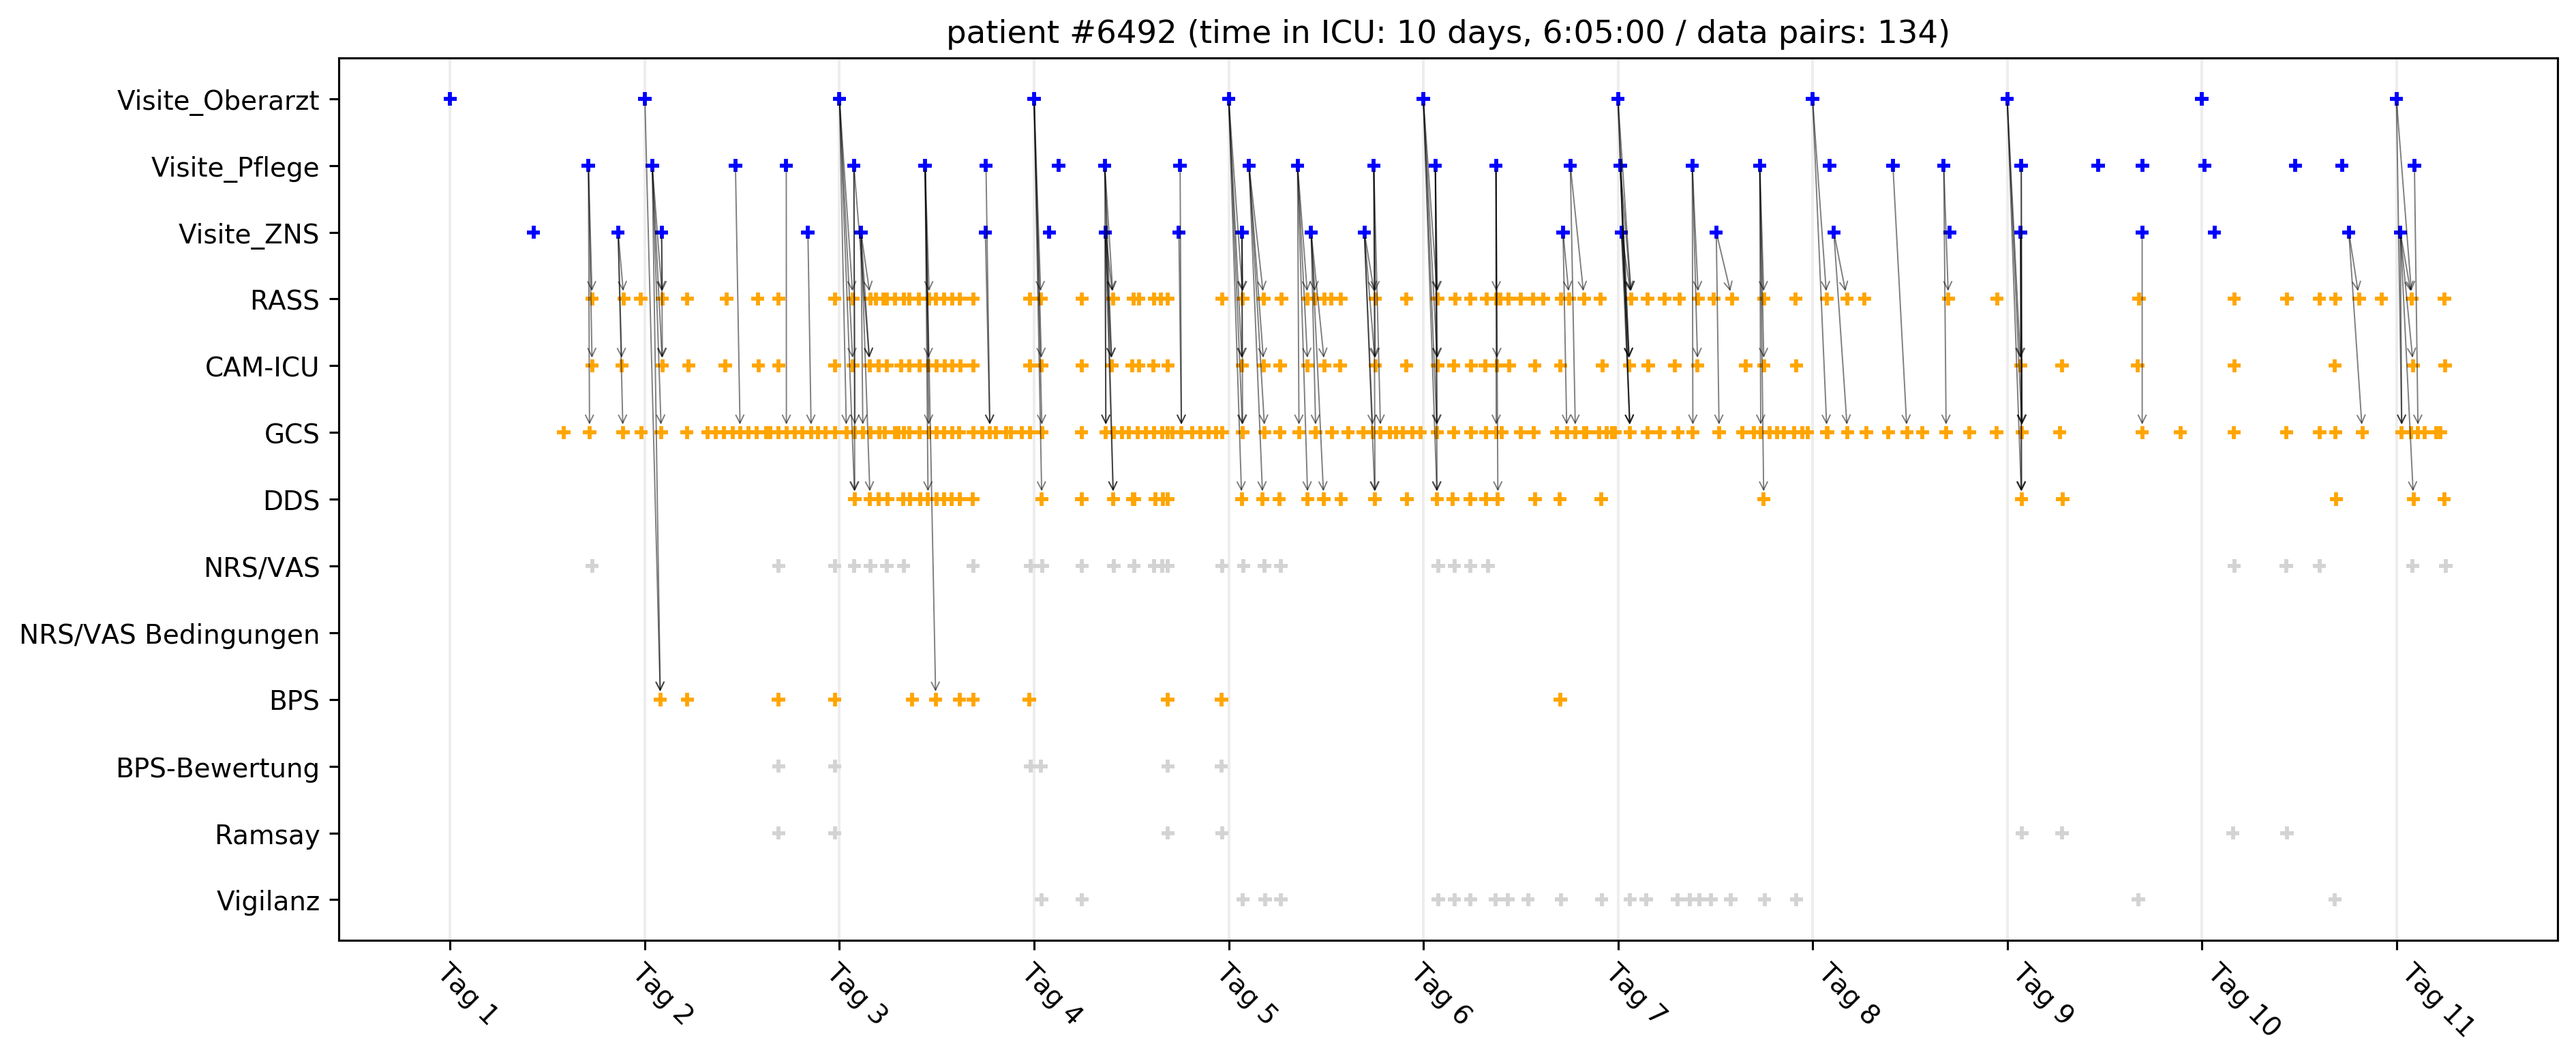 patient #6492 (time in ICU: 10 days, 6:05:00 / data pairs: 134)
Visite_Oberarzt
Visite_Pflege
Visite_ZNS
RASS
CAM-ICU
GCS
DDS
NRS/VAS
NRS/VAS Bedingungen
BPS
BPS-Bewertung
Ramsay
Vigilanz
Tag 1
Tag 2
Tag 3
Tag 4
Tag 5
Tag 6
Tag 7
Tag 8
Tag 9
Tag 10
Tag 11